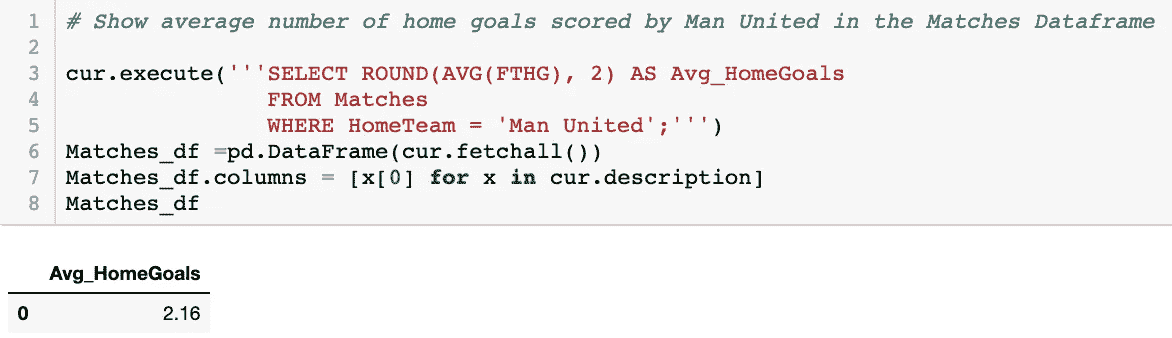 1 # Show average number of home goals scored by Man United in the Matches Dataframe
2
3 cur.execute('''SELECT ROUND(AVG(FTHG), 2) AS Avg_HomeGoals
4 FROM Matches
5 WHERE HomeTeam = 'Man United';''')
6 Matches_df =pd.DataFrame(cur.fetchall())
7 Matches_df.columns = [x[0] for x in cur.description]
8 Matches_df
Avg_HomeGoals
0 2.16